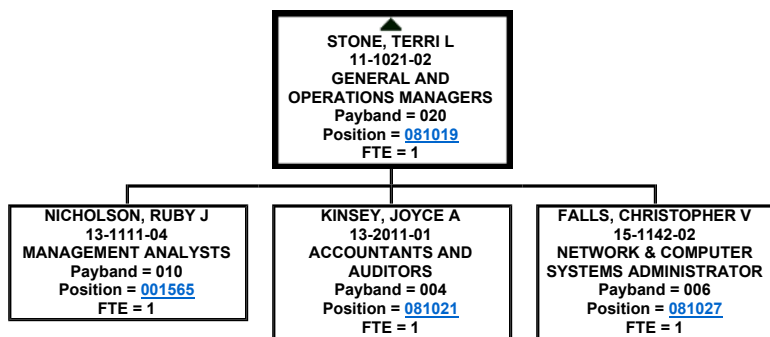 STONE, TERRI L
11-1021-02
GENERAL AND
OPERATIONS MANAGERS
Payband = 020
Position = 081019
FTE = 1
NICHOLSON, RUBY J
13-1111-04
MANAGEMENT ANALYSTS
Payband = 010
Position = 001565
FTE = 1
KINSEY, JOYCE A
13-2011-01
ACCOUNTANTS AND
AUDITORS
Payband = 004
Position = 081021
FTE = 1
FALLS, CHRISTOPHER V
15-1142-02
NETWORK & COMPUTER
SYSTEMS ADMINISTRATOR
Payband = 006
Position = 081027
FTE = 1